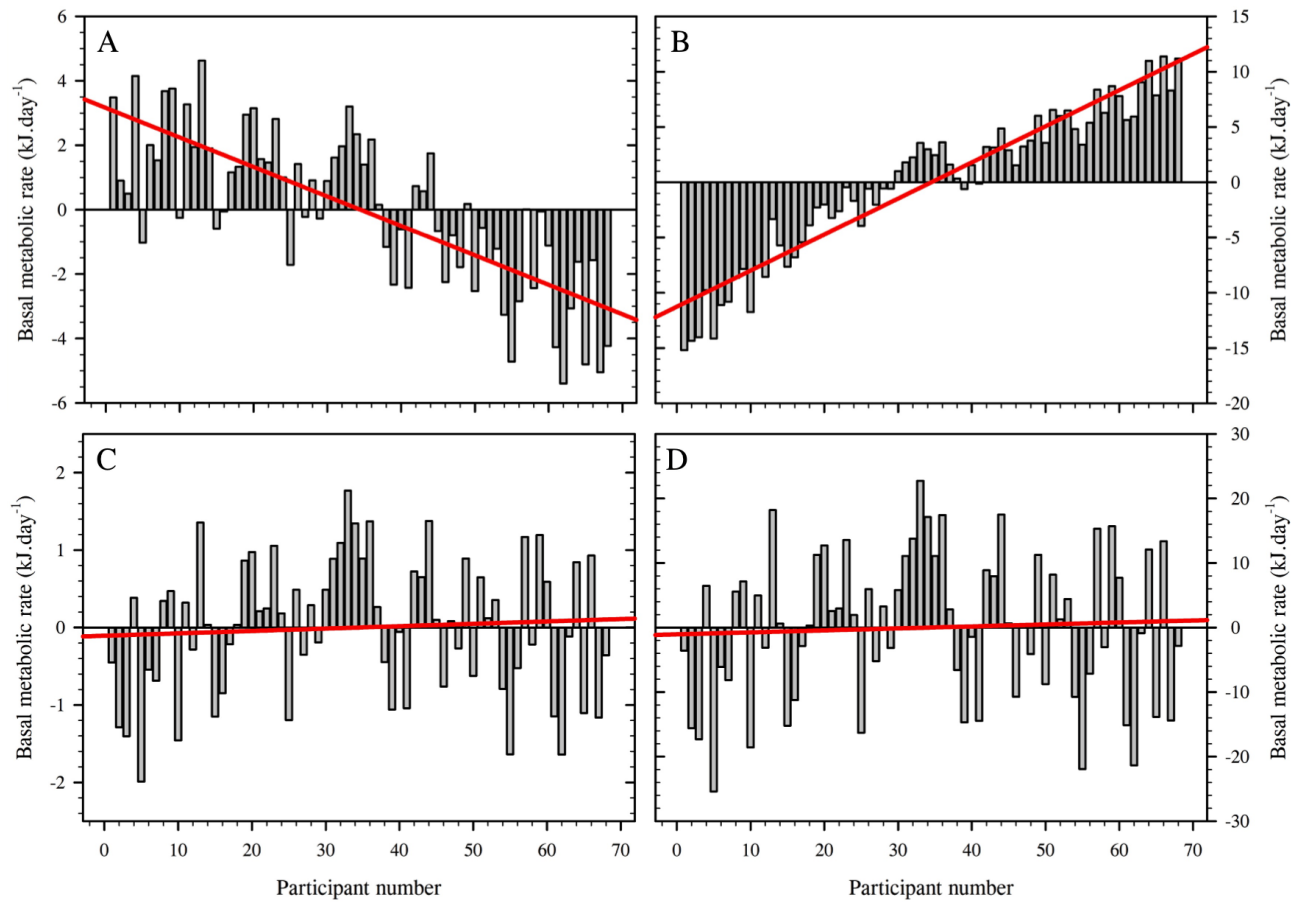 A
B
6
4
2
0
-2
-4
-6
Basal metabolic rate (kJ.day-1)
15
10
5
0
-5
-10
-15
-20
Basal metabolic rate (kJ.day-1)
C
D
2
1
0
-1
-2
Basal metabolic rate (kJ.day-1)
30
20
10
0
-10
-20
-30
Basal metabolic rate (kJ.day-1)
0 10 20 30 40 50 60 70
0 10 20 30 40 50 60 70
Participant number
Participant number